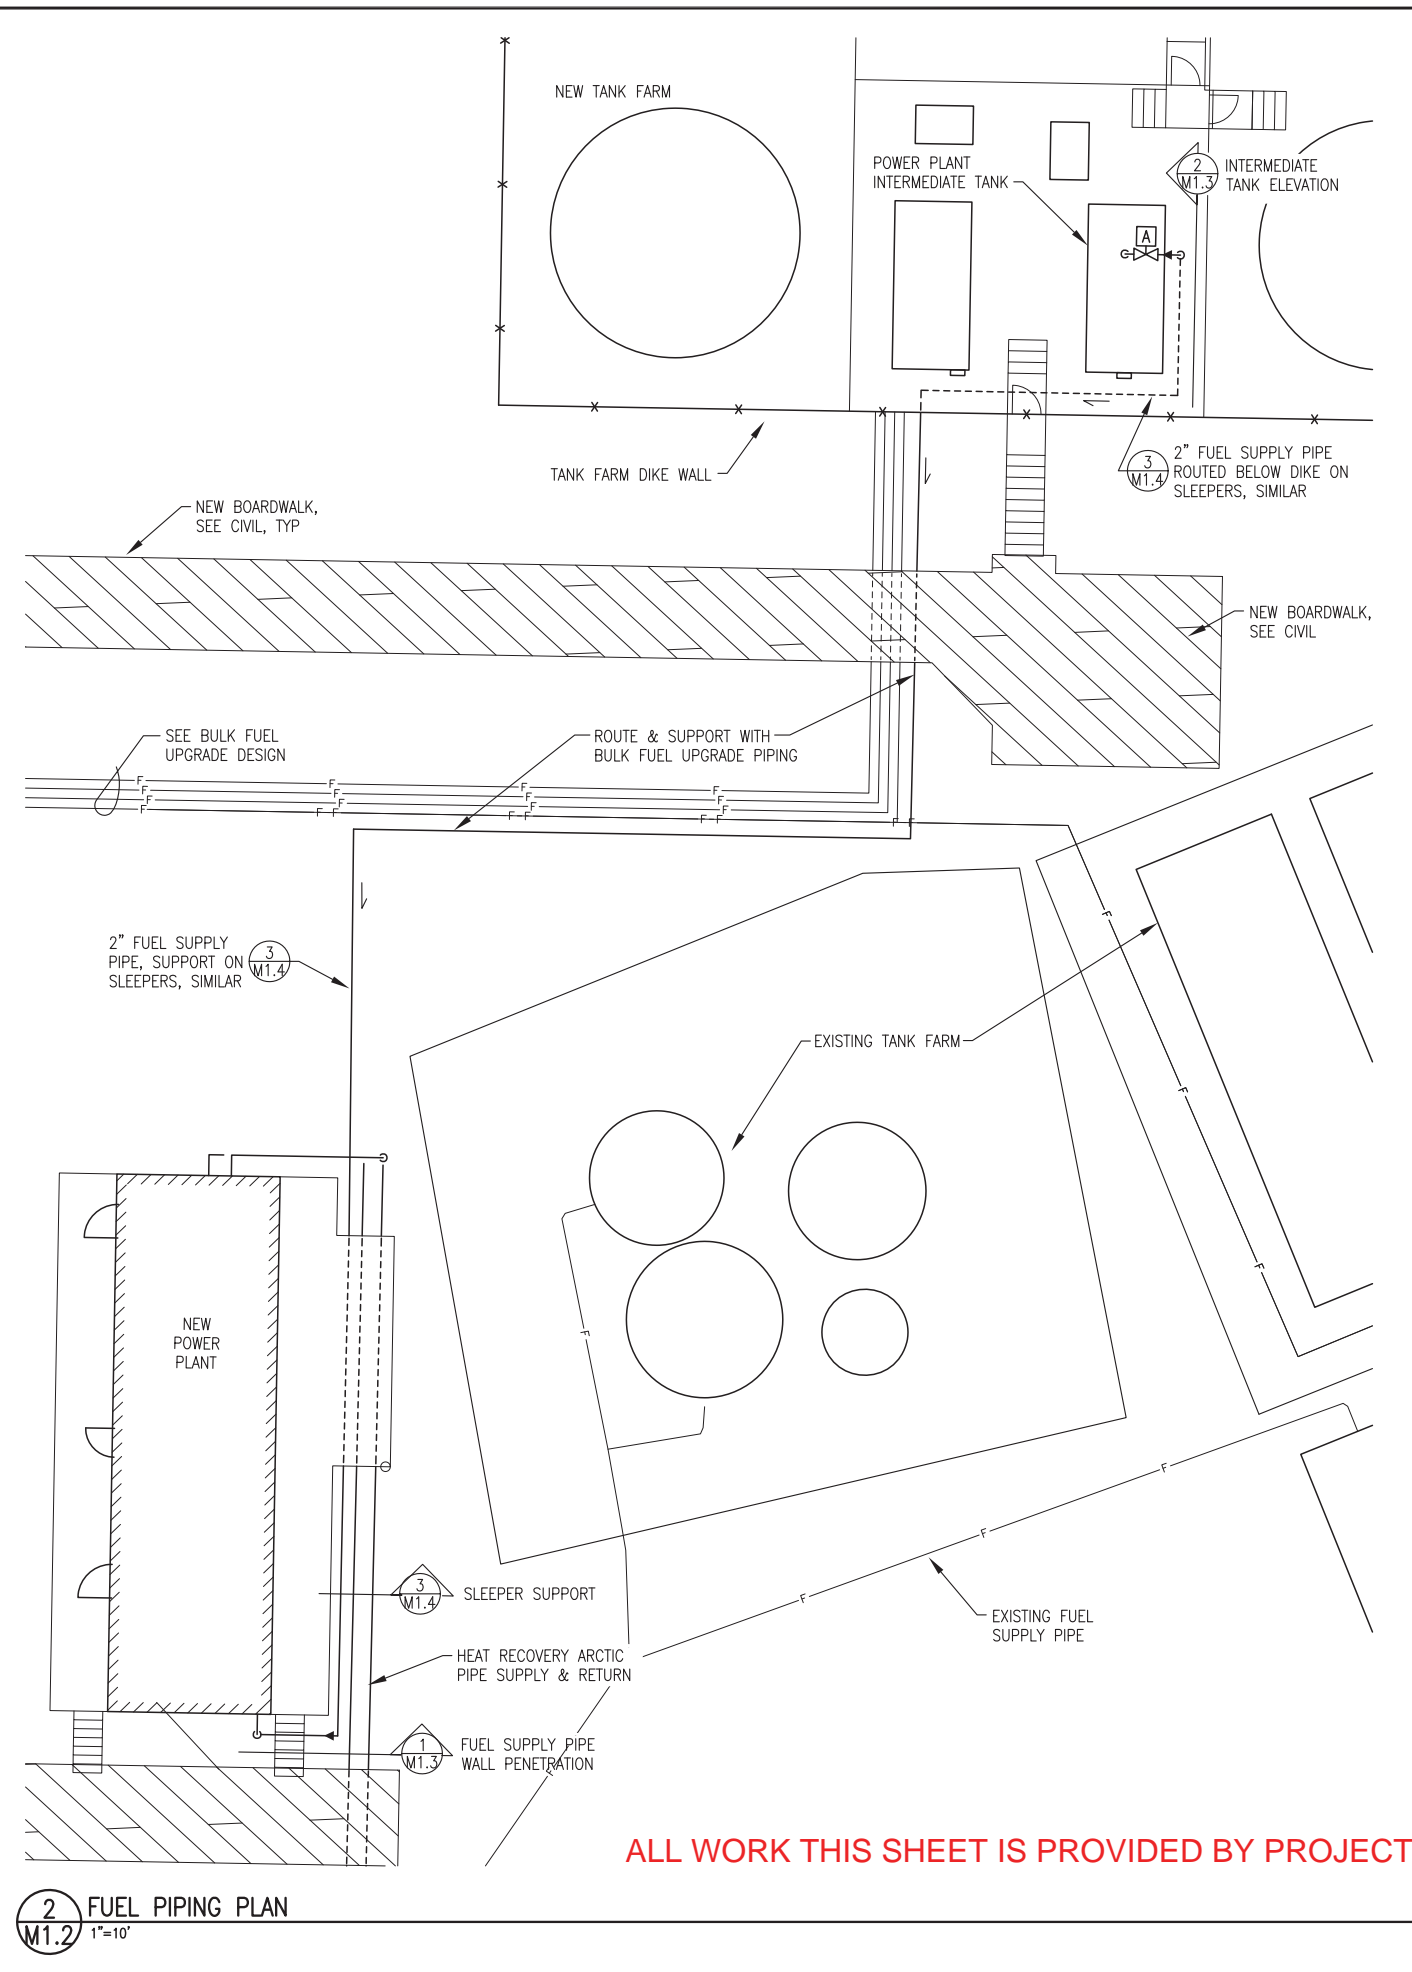 NEW TANK FARM
POWER PLANT
INTERMEDIATE TANK
2
M1.3
INTERMEDIATE
TANK ELEVATION
A
TANK FARM DIKE WALL
3
M1.4
2" FUEL SUPPLY PIPE
ROUTED BELOW DIKE ON
SLEEPERS, SIMILAR
NEW BOARDWALK,
SEE CIVIL, TYP
NEW BOARDWALK,
SEE CIVIL
SEE BULK FUEL
UPGRADE DESIGN
ROUTE & SUPPORT WITH
BULK FUEL UPGRADE PIPING
F F F F
F F F F
F F F F
F F F F
F F F F F F F F F
2" FUEL SUPPLY
PIPE, SUPPORT ON
SLEEPERS, SIMILAR
3
M1.4
F
EXISTING TANK FARM
F
F
NEW
POWER
PLANT
F
F
F
F
3
M1.4
SLEEPER SUPPORT
EXISTING FUEL
SUPPLY PIPE
HEAT RECOVERY ARCTIC
PIPE SUPPLY & RETURN
1
M1.3
FUEL SUPPLY PIPE
WALL PENETRATION
F
ALL WORK THIS SHEET IS PROVIDED BY PROJECT
2
M1.2
FUEL PIPING PLAN
1"=10'